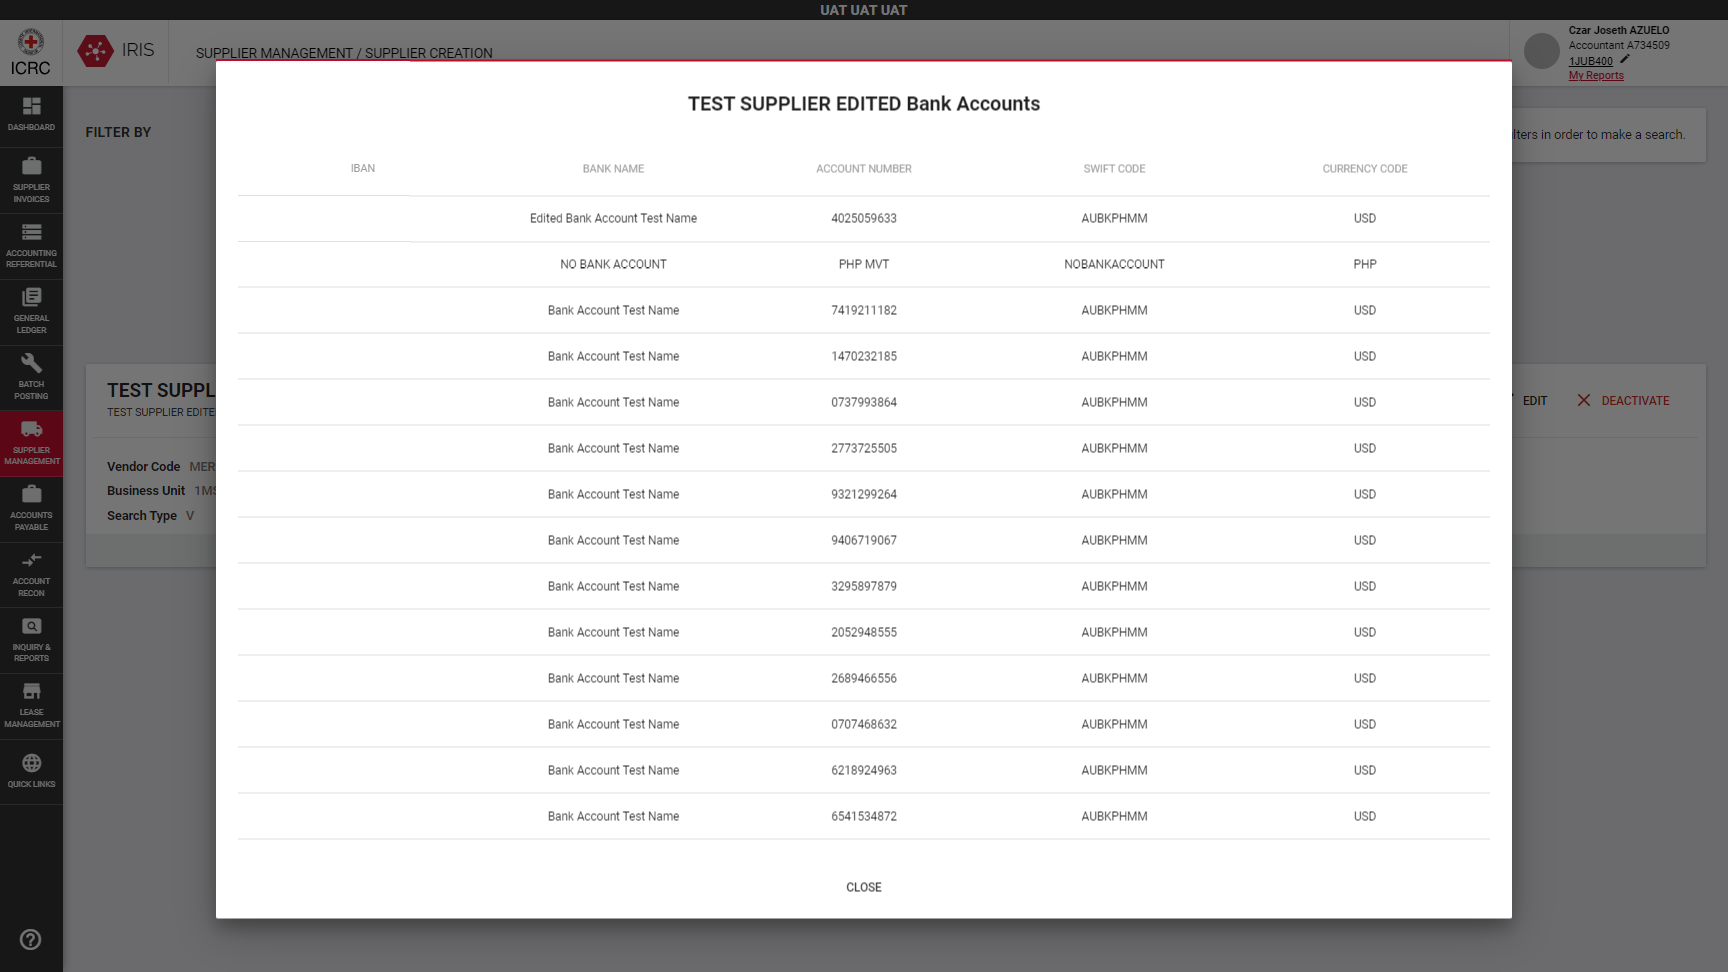 UAT UAT UAT
ICRC
IRIS
SUPPLIER MANAGEMENT / SUPPLIER CREATION
Czar Joseth AZUELO
Accountant A734509
1JUB400
My Reports
DASHBOARD
SUPPLIER
INVOICES
ACCOUNTING
REFERENTIAL
GENERAL
LEDGER
BATCH
POSTING
SUPPLIER
MANAGEMENT
ACCOUNTS
PAYABLE
ACCOUNT
RECON
INQUIRY &
REPORTS
LEASE
MANAGEMENT
QUICK LINKS
FILTER BY
in order to make a search.
TEST SUPPL
TEST SUPPLIER EDITE
EDIT
DEACTIVATE
Vendor Code MER
Business Unit 1MS
Search Type V
TEST SUPPLIER EDITED Bank Accounts
IBAN BANK NAME ACCOUNT NUMBER SWIFT CODE CURRENCY CODE
Edited Bank Account Test Name 4025059633 AUBKPHMM USD
NO BANK ACCOUNT PHP MVT NOBANKACCOUNT PHP
Bank Account Test Name 7419211182 AUBKPHMM USD
Bank Account Test Name 1470232185 AUBKPHMM USD
Bank Account Test Name 0737993864 AUBKPHMM USD
Bank Account Test Name 2773725505 AUBKPHMM USD
Bank Account Test Name 9321299264 AUBKPHMM USD
Bank Account Test Name 9406719067 AUBKPHMM USD
Bank Account Test Name 3295897879 AUBKPHMM USD
Bank Account Test Name 2052948555 AUBKPHMM USD
Bank Account Test Name 2689466556 AUBKPHMM USD
Bank Account Test Name 0707468632 AUBKPHMM USD
Bank Account Test Name 6218924963 AUBKPHMM USD
Bank Account Test Name 6541534872 AUBKPHMM USD
CLOSE